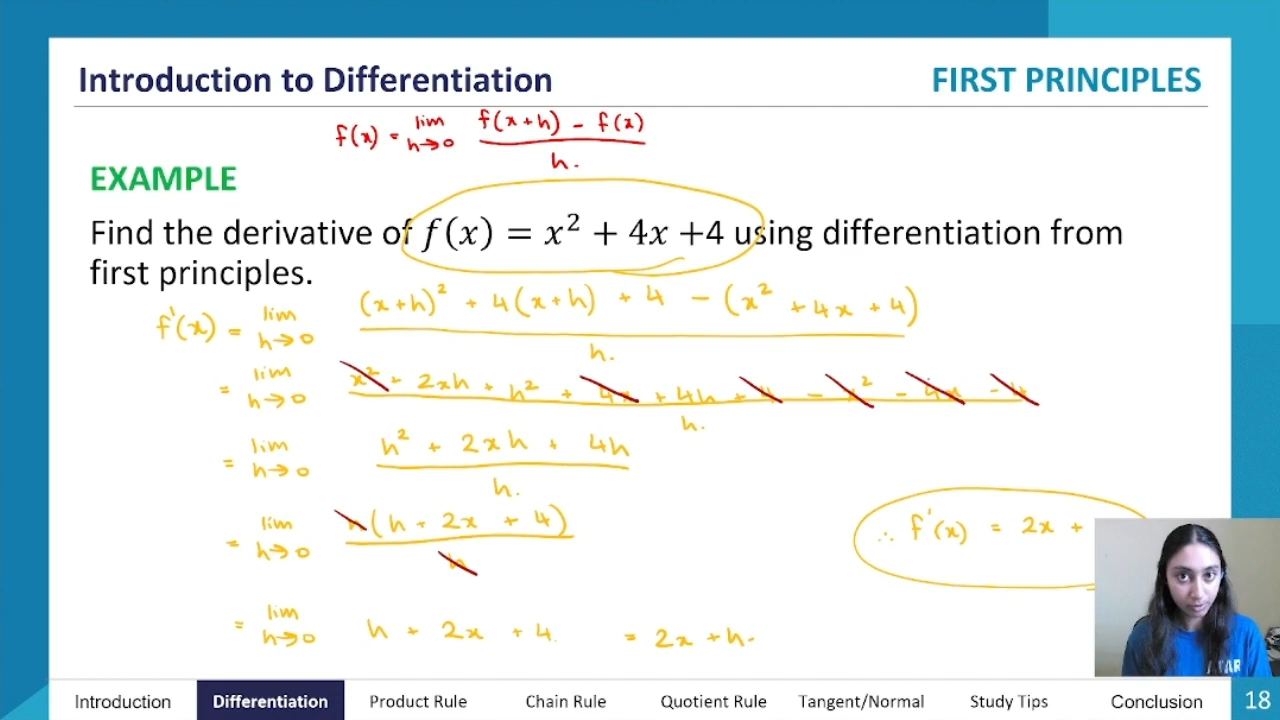 Introduction to Differentiation FIRST PRINCIPLES
f(x) = lim h→0 f(x+h) - f(x) / h.
EXAMPLE
Find the derivative of f(x) = x² + 4x +4 using differentiation from
first principles.
f'(x) = lim h→0 (x+h)² + 4(x+h) + 4 - (x² + 4x + 4) / h.
= lim h→0 x² + 2xh + h² + 4x + 4h + 4 - x² - 4x - 4 / h.
= lim h→0 h² + 2xh + 4h / h.
= lim h→0 h(h + 2x + 4) / h
∴ f'(x) = 2x +
= lim h→0 h + 2x + 4. = 2x + h.
Introduction Differentiation Product Rule Chain Rule Quotient Rule Tangent/Normal Study Tips Conclusion 18